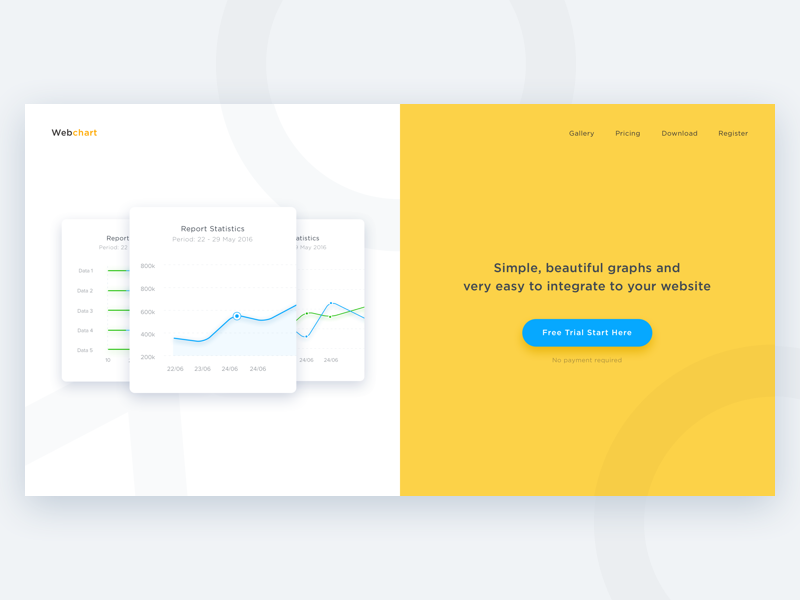 Webchart
Gallery Pricing Download Register
Report
Period: 22
Data 1
Data 2
Data 3
Data 4
Data 5
10
Report Statistics
Period: 22 - 29 May 2016
800k
800k
600k
400k
200k
22/06 23/06 24/06 24/06
atistics
May 2016
24/06 24/06
Simple, beautiful graphs and
very easy to integrate to your website
Free Trial Start Here
No payment required